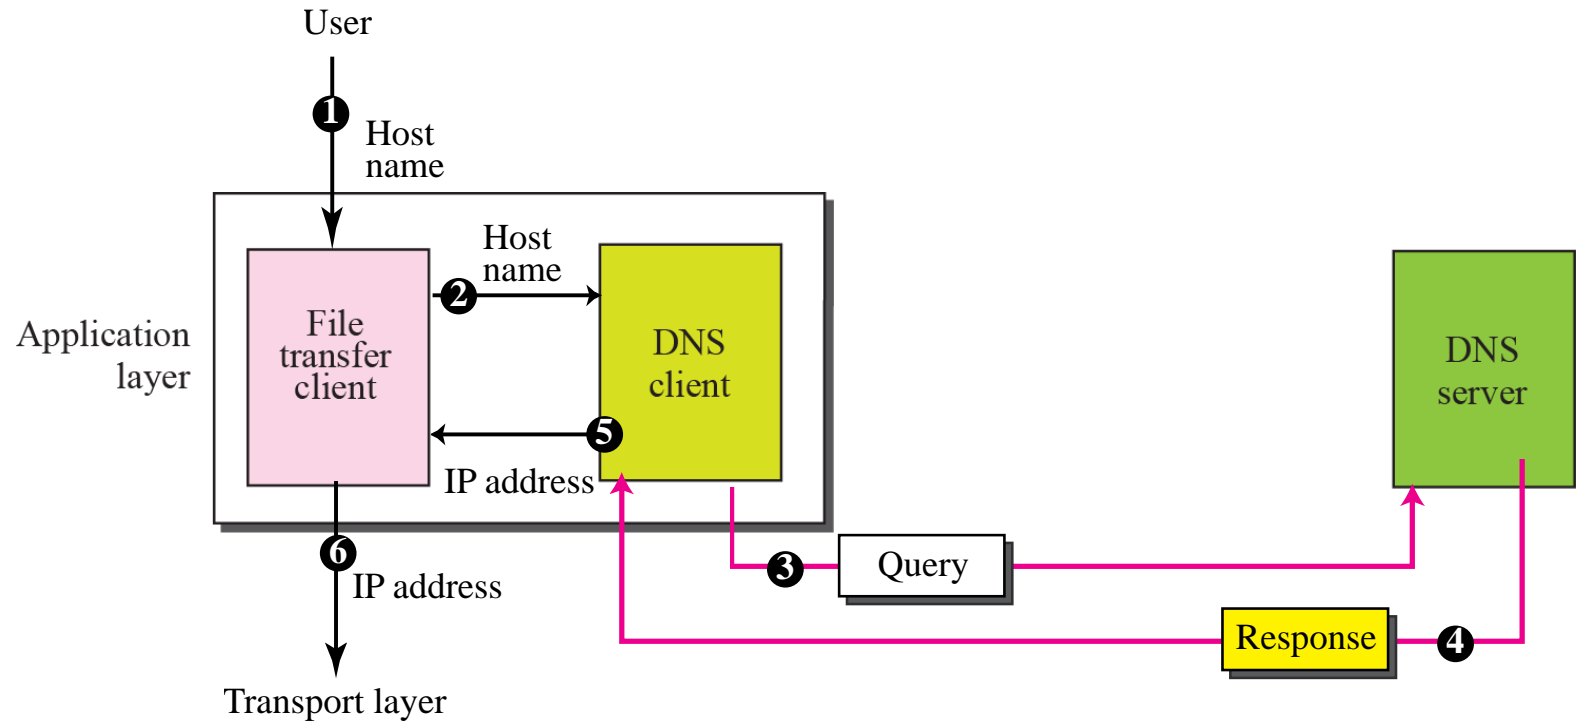 User
1
Host
name
Host
name
2
File
transfer
client
DNS
client
DNS
server
Application
layer
5
IP address
6
IP address
3
Query
Response
4
Transport layer